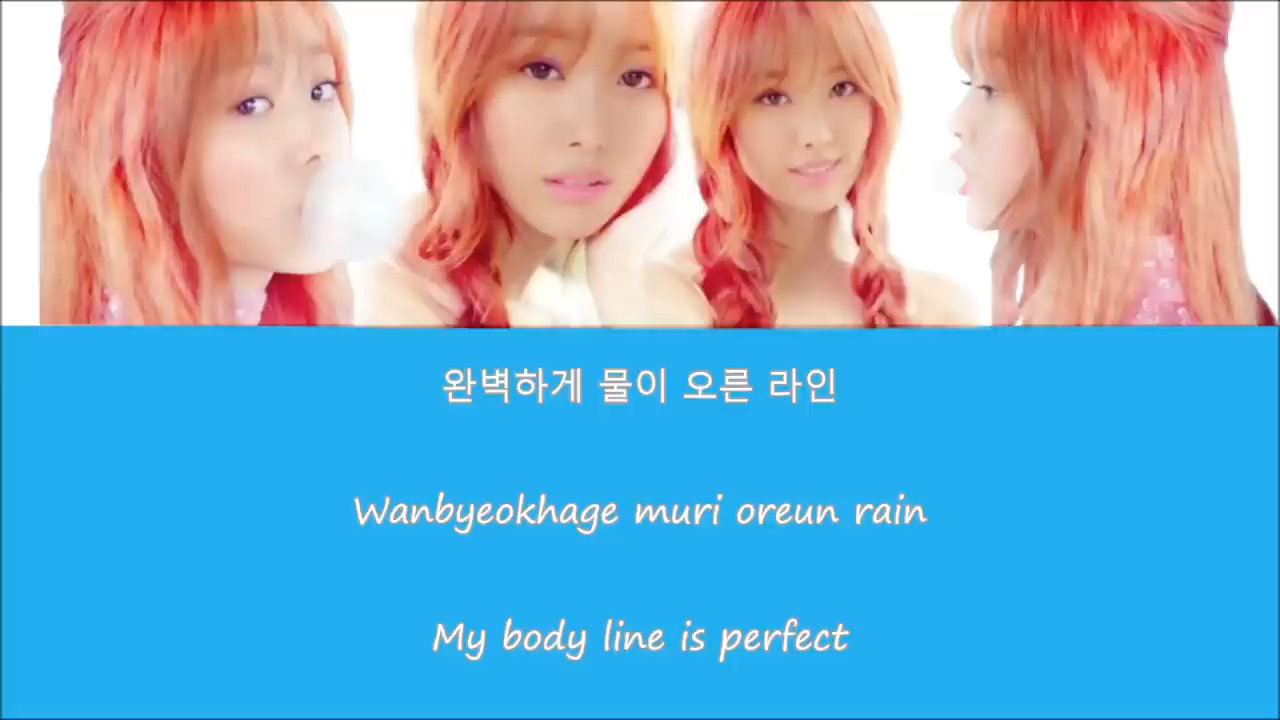 완벽하게 물이 오른 라인
Wanbyeokhage muri oreun rain
My body line is perfect